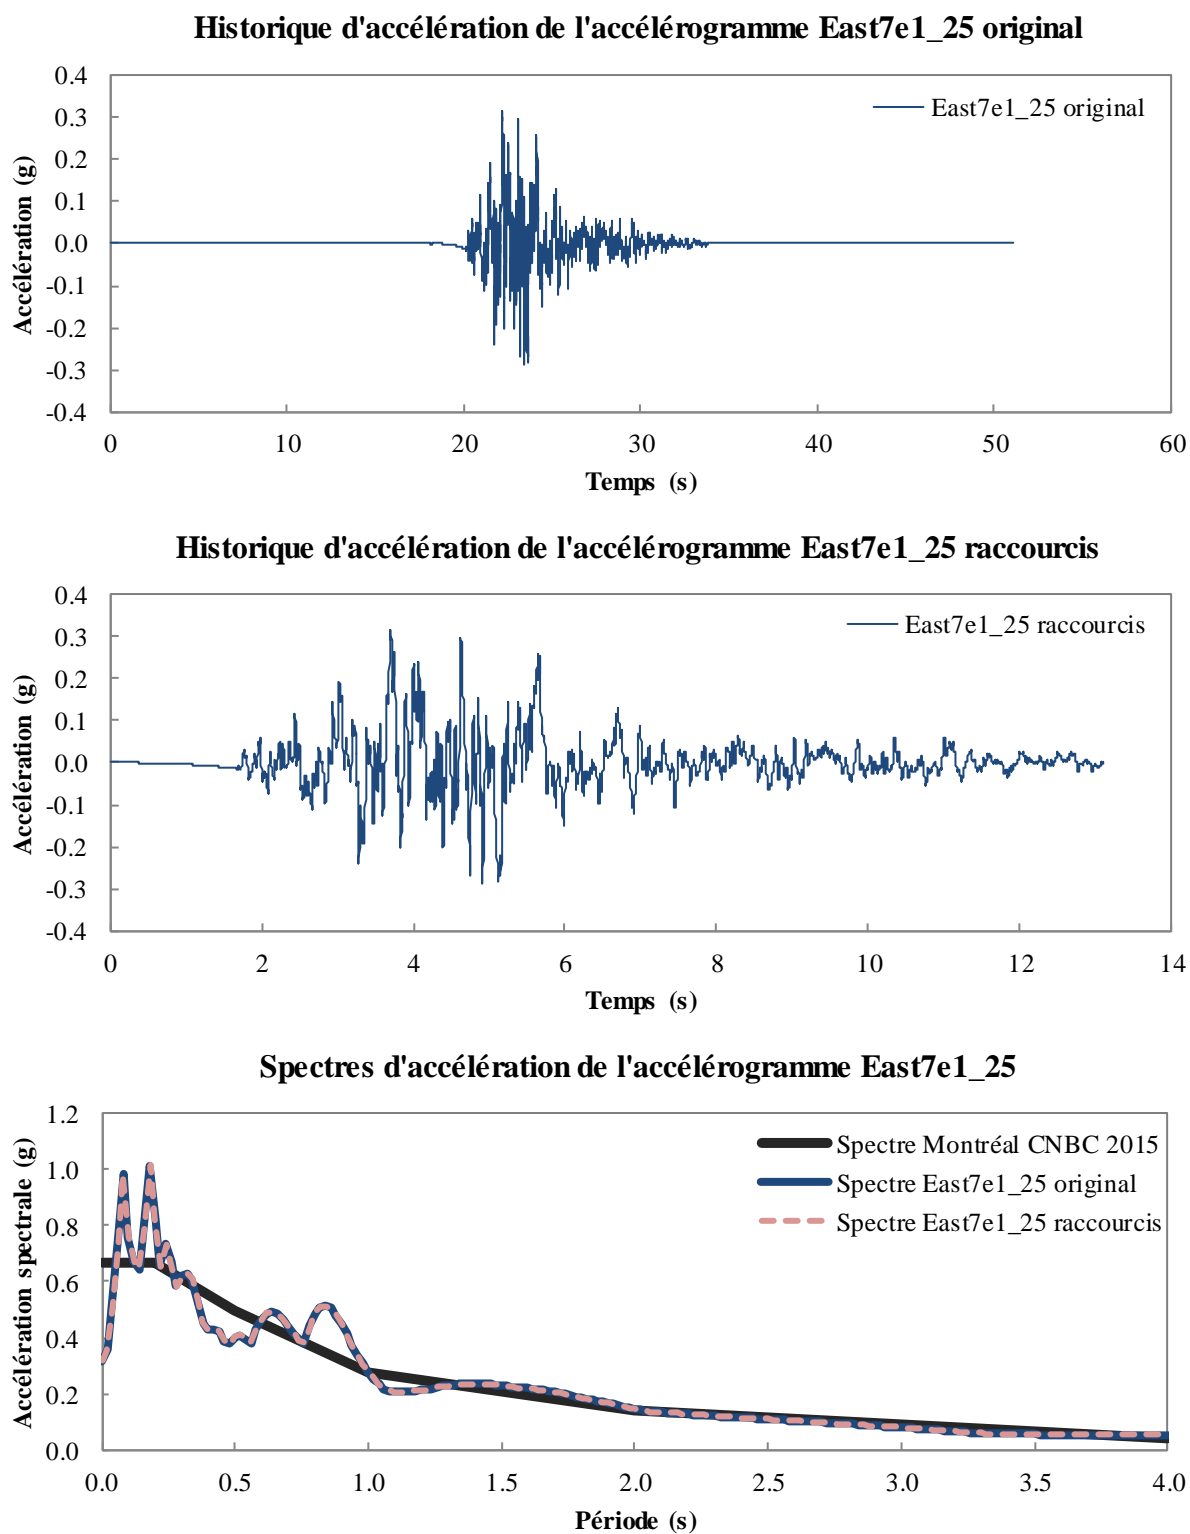 Historique d'accélération de l'accélérogramme East7e1_25 original
0.4
East7e1_25 original
0.3
0.2
0.1
0.0
-0.1
-0.2
-0.3
-0.4
Accélération (g)
0 10 20 30 40 50 60
Temps (s)
Historique d'accélération de l'accélérogramme East7e1_25 raccourcis
0.4
East7e1_25 raccourcis
0.3
0.2
0.1
0.0
-0.1
-0.2
-0.3
-0.4
Accélération (g)
0 2 4 6 8 10 12 14
Temps (s)
Spectres d'accélération de l'accélérogramme East7e1_25
1.2
Spectre Montréal CNBC 2015
1.0
Spectre East7e1_25 original
Spectre East7e1_25 raccourcis
0.8
0.6
0.4
0.2
0.0
Accélération spectrale (g)
0.0 0.5 1.0 1.5 2.0 2.5 3.0 3.5 4.0
Période (s)